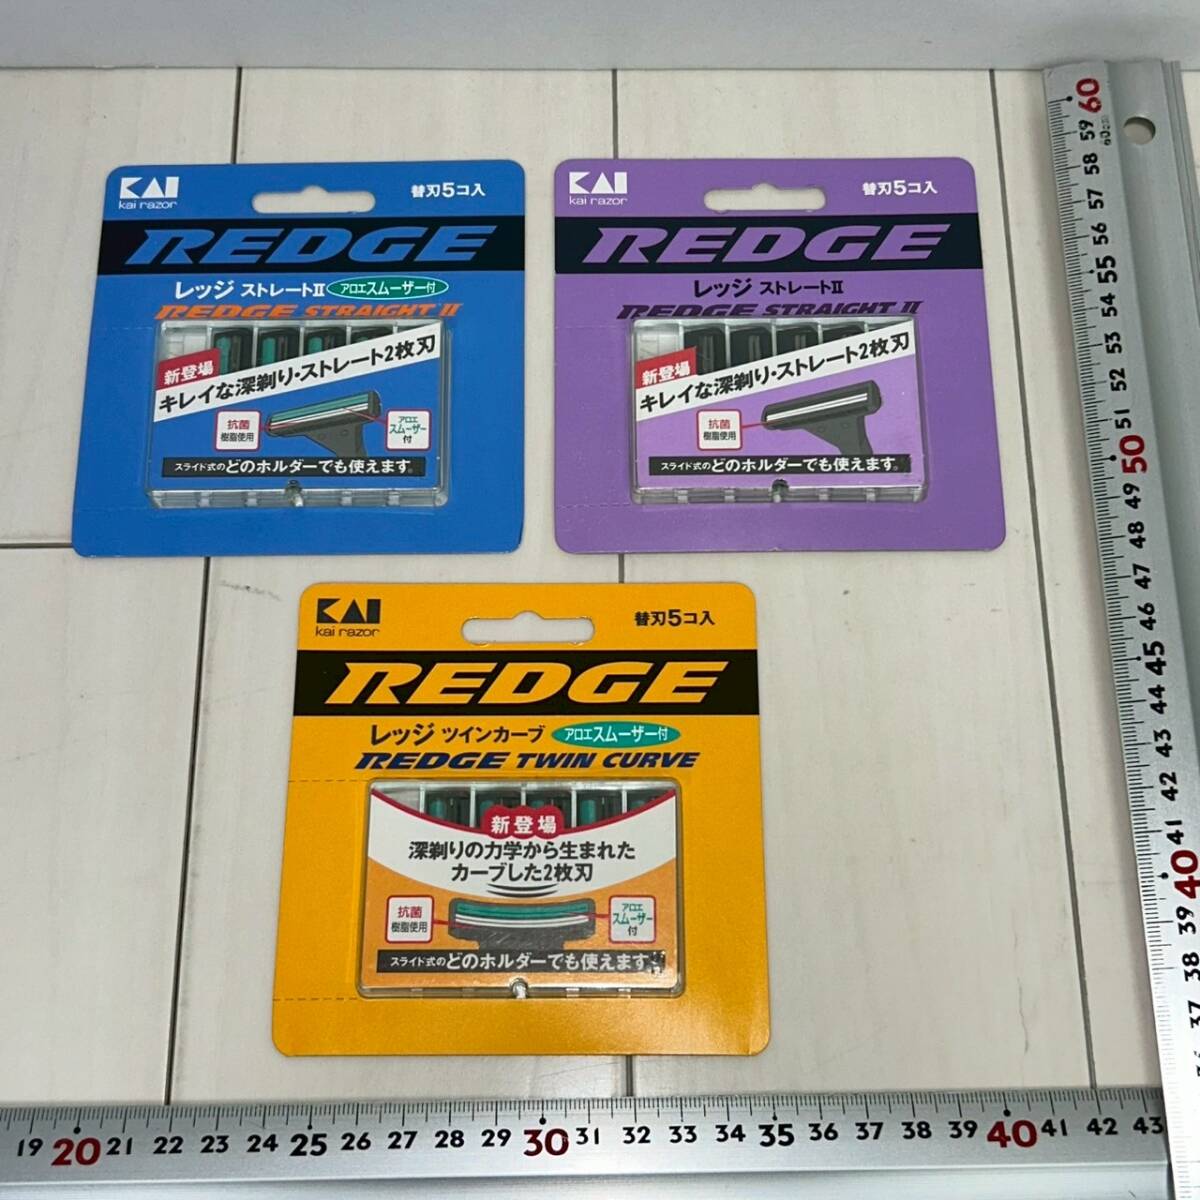 KAI
kai razor
替刃5コ入
REDGE
レッジ ストレートII アロエスムーザー付
REDGE STRAIGHT II
新登場
キレイな深剃り・ストレート2枚刃
抗菌
樹脂使用
アロエ
スムーザー
付
スライド式のどのホルダーでも使えます。
KAI
kai razor
替刃5コ入
REDGE
レッジ ストレートII
REDGE STRAIGHT II
新登場
キレイな深剃り・ストレート2枚刃
抗菌
樹脂使用
スライド式のどのホルダーでも使えます。
KAI
kai razor
替刃5コ入
REDGE
レッジ ツインカーブ アロエスムーザー付
REDGE TWIN CURVE
新登場
深剃りの力学から生まれた
カーブした2枚刃
抗菌
樹脂使用
アロエ
スムーザー
付
スライド式のどのホルダーでも使えます
60 59 58 57 56 55 54 53 52 51 50 49 48 47 46 45 44 43 42 41 40 39 38 37
60cm
19 20 21 22 23 24 25 26 27 28 29 30 31 32 33 34 35 36 37 38 39 40 41 42 43